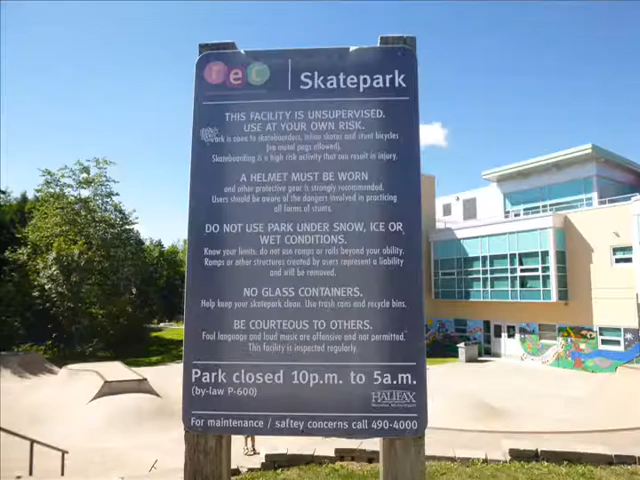 rec
Skatepark
THIS FACILITY IS UNSUPERVISED.
USE AT YOUR OWN RISK.
Park is open to skateboarders, inline skates and stunt bicycles
(no metal pegs allowed).
Skateboarding is a high risk activity that can result in injury.
A HELMET MUST BE WORN
and other protective gear is strongly recommended.
Users should be aware of the dangers involved in practicing
all forms of stunts.
DO NOT USE PARK UNDER SNOW, ICE OR
WET CONDITIONS.
Know your limits, do not use ramps or rails beyond your ability.
Ramps or other structures created by users represent a liability
and will be removed.
NO GLASS CONTAINERS.
Help keep your skatepark clean. Use trash cans and recycle bins.
BE COURTEOUS TO OTHERS.
Foul language and loud music are offensive and not permitted.
This facility is inspected regularly.
Park closed 10p.m. to 5a.m.
(by-law P-600)
HALIFAX
For maintenance / saftey concerns call 490-4000